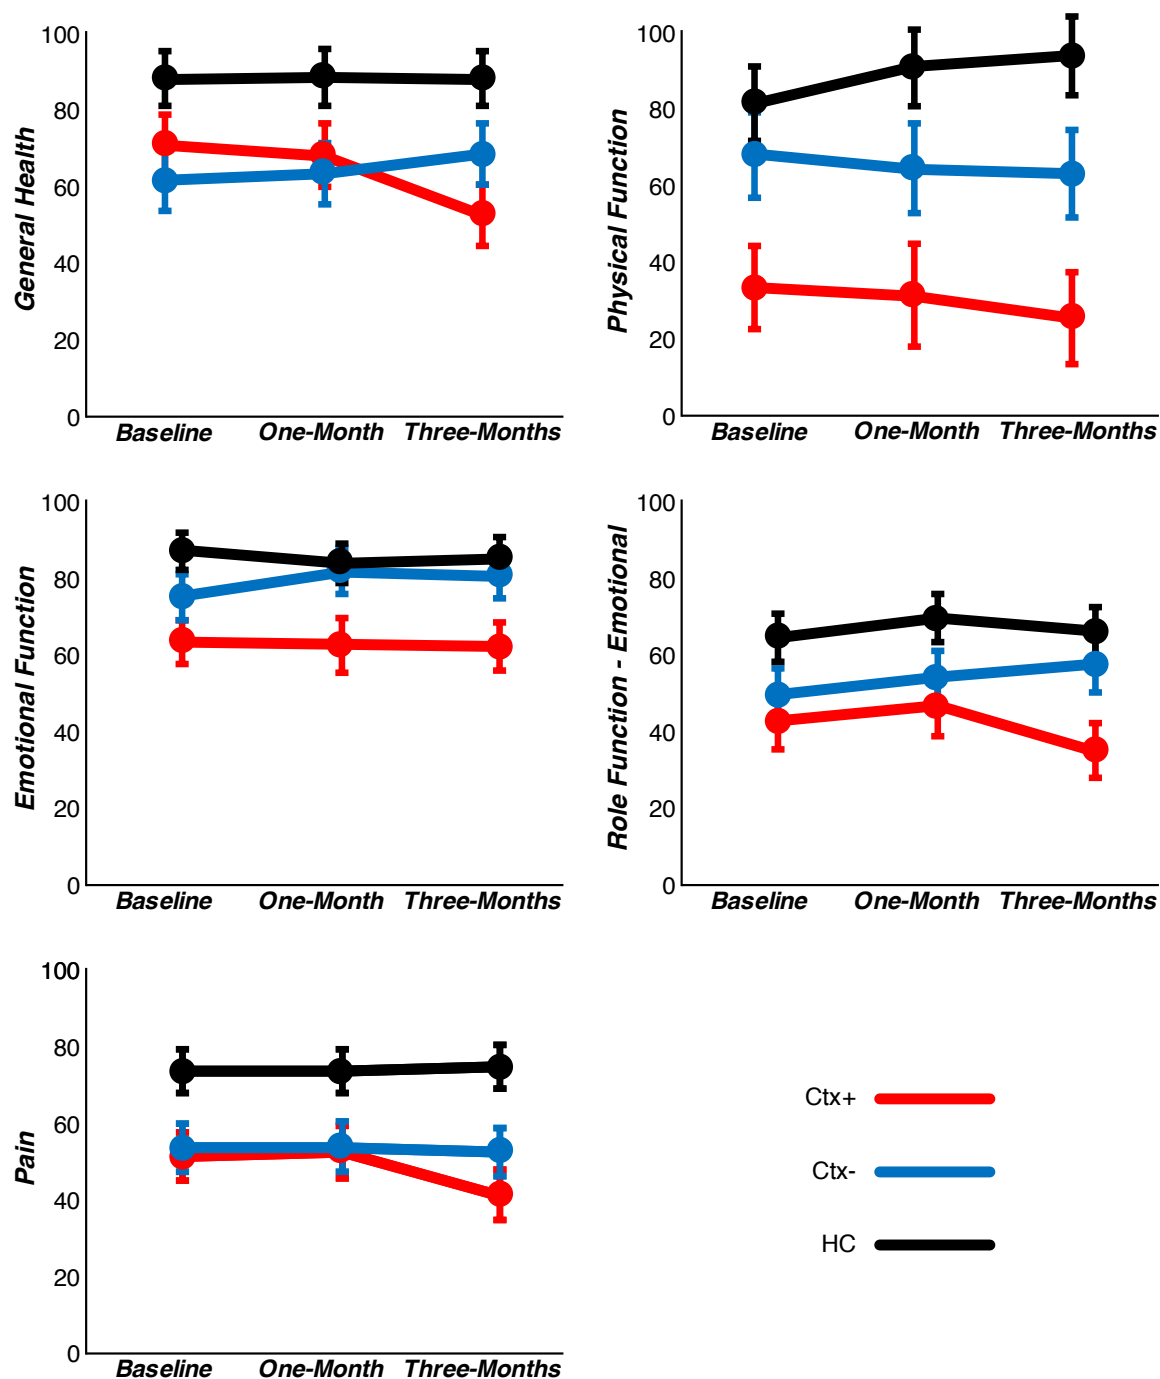 General Health
100
80
60
40
20
0
Baseline One-Month Three-Months
Physical Function
100
80
60
40
20
0
Baseline One-Month Three-Months
Emotional Function
100
80
60
40
20
0
Baseline One-Month Three-Months
Role Function - Emotional
100
80
60
40
20
0
Baseline One-Month Three-Months
Pain
100
80
60
40
20
0
Baseline One-Month Three-Months
Ctx+
Ctx-
HC